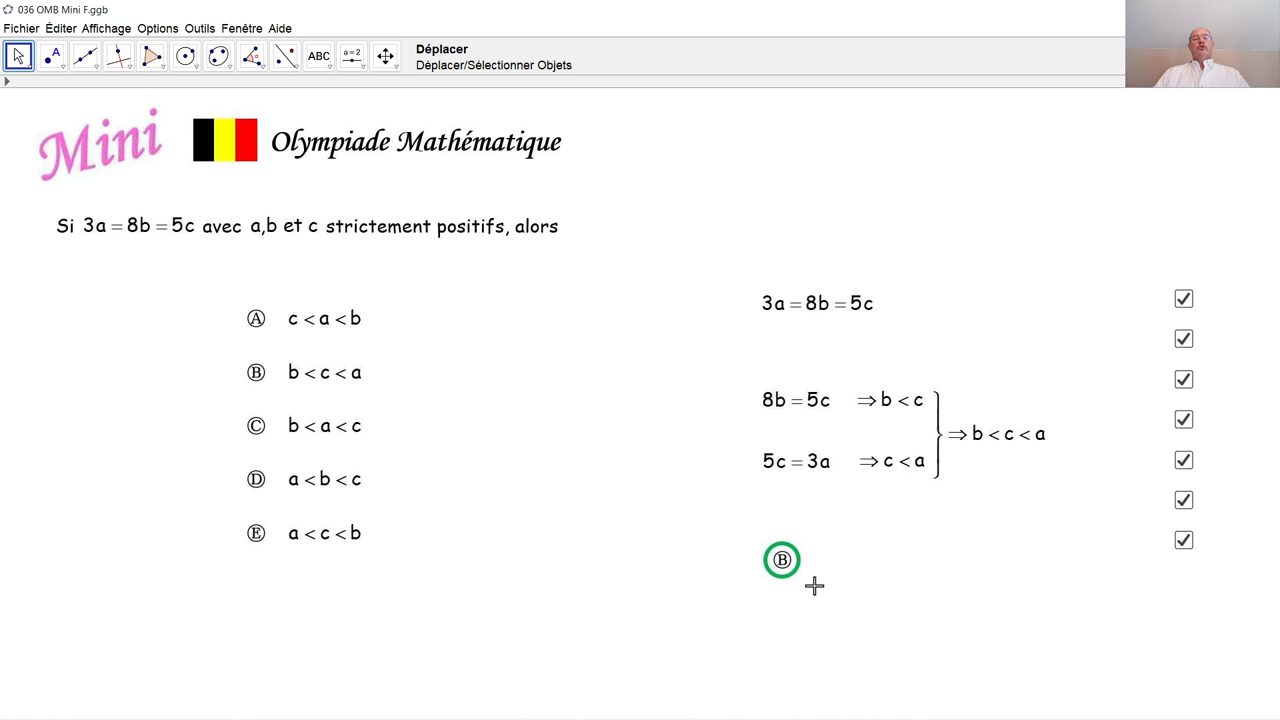 036 OMB Mini F.ggb
Fichier Éditer Affichage Options Outils Fenêtre Aide
A
ABC
a=2
Déplacer
Déplacer/Sélectionner Objets
Mini
Olympiade Mathématique
Si 3a = 8b = 5c avec a,b et c strictement positifs, alors
Ⓐ c < a < b
Ⓑ b < c < a
Ⓒ b < a < c
Ⓓ a < b < c
Ⓔ a < c < b
3a = 8b = 5c
8b = 5c ⇒ b < c
⇒ b < c < a
5c = 3a ⇒ c < a
Ⓑ